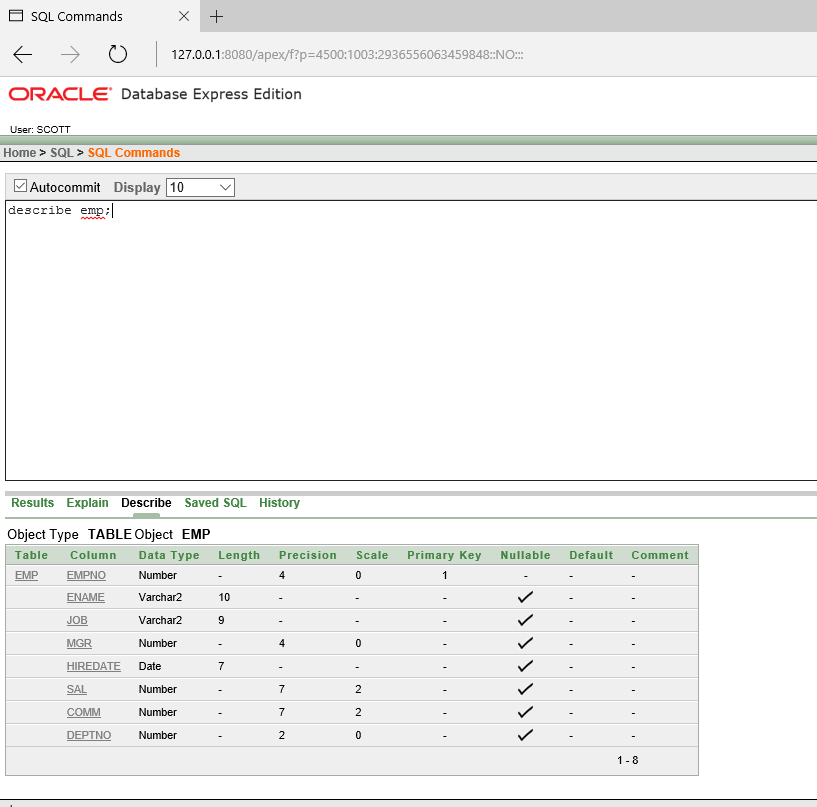 SQL Commands
127.0.0.1:8080/apex/f?p=4500:1003:2936556063459848::NO:::
ORACLE Database Express Edition
User: SCOTT
Home > SQL > SQL Commands
Autocommit Display 10
describe emp;
Results Explain Describe Saved SQL History
Object Type TABLE Object EMP
Table Column Data Type Length Precision Scale Primary Key Nullable Default Comment
EMP EMPNO Number - 4 0 1 - - -
ENAME Varchar2 10 - - - ✓ - -
JOB Varchar2 9 - - - ✓ - -
MGR Number - 4 0 - ✓ - -
HIREDATE Date 7 - - - ✓ - -
SAL Number - 7 2 - ✓ - -
COMM Number - 7 2 - ✓ - -
DEPTNO Number - 2 0 - ✓ - -
1 - 8